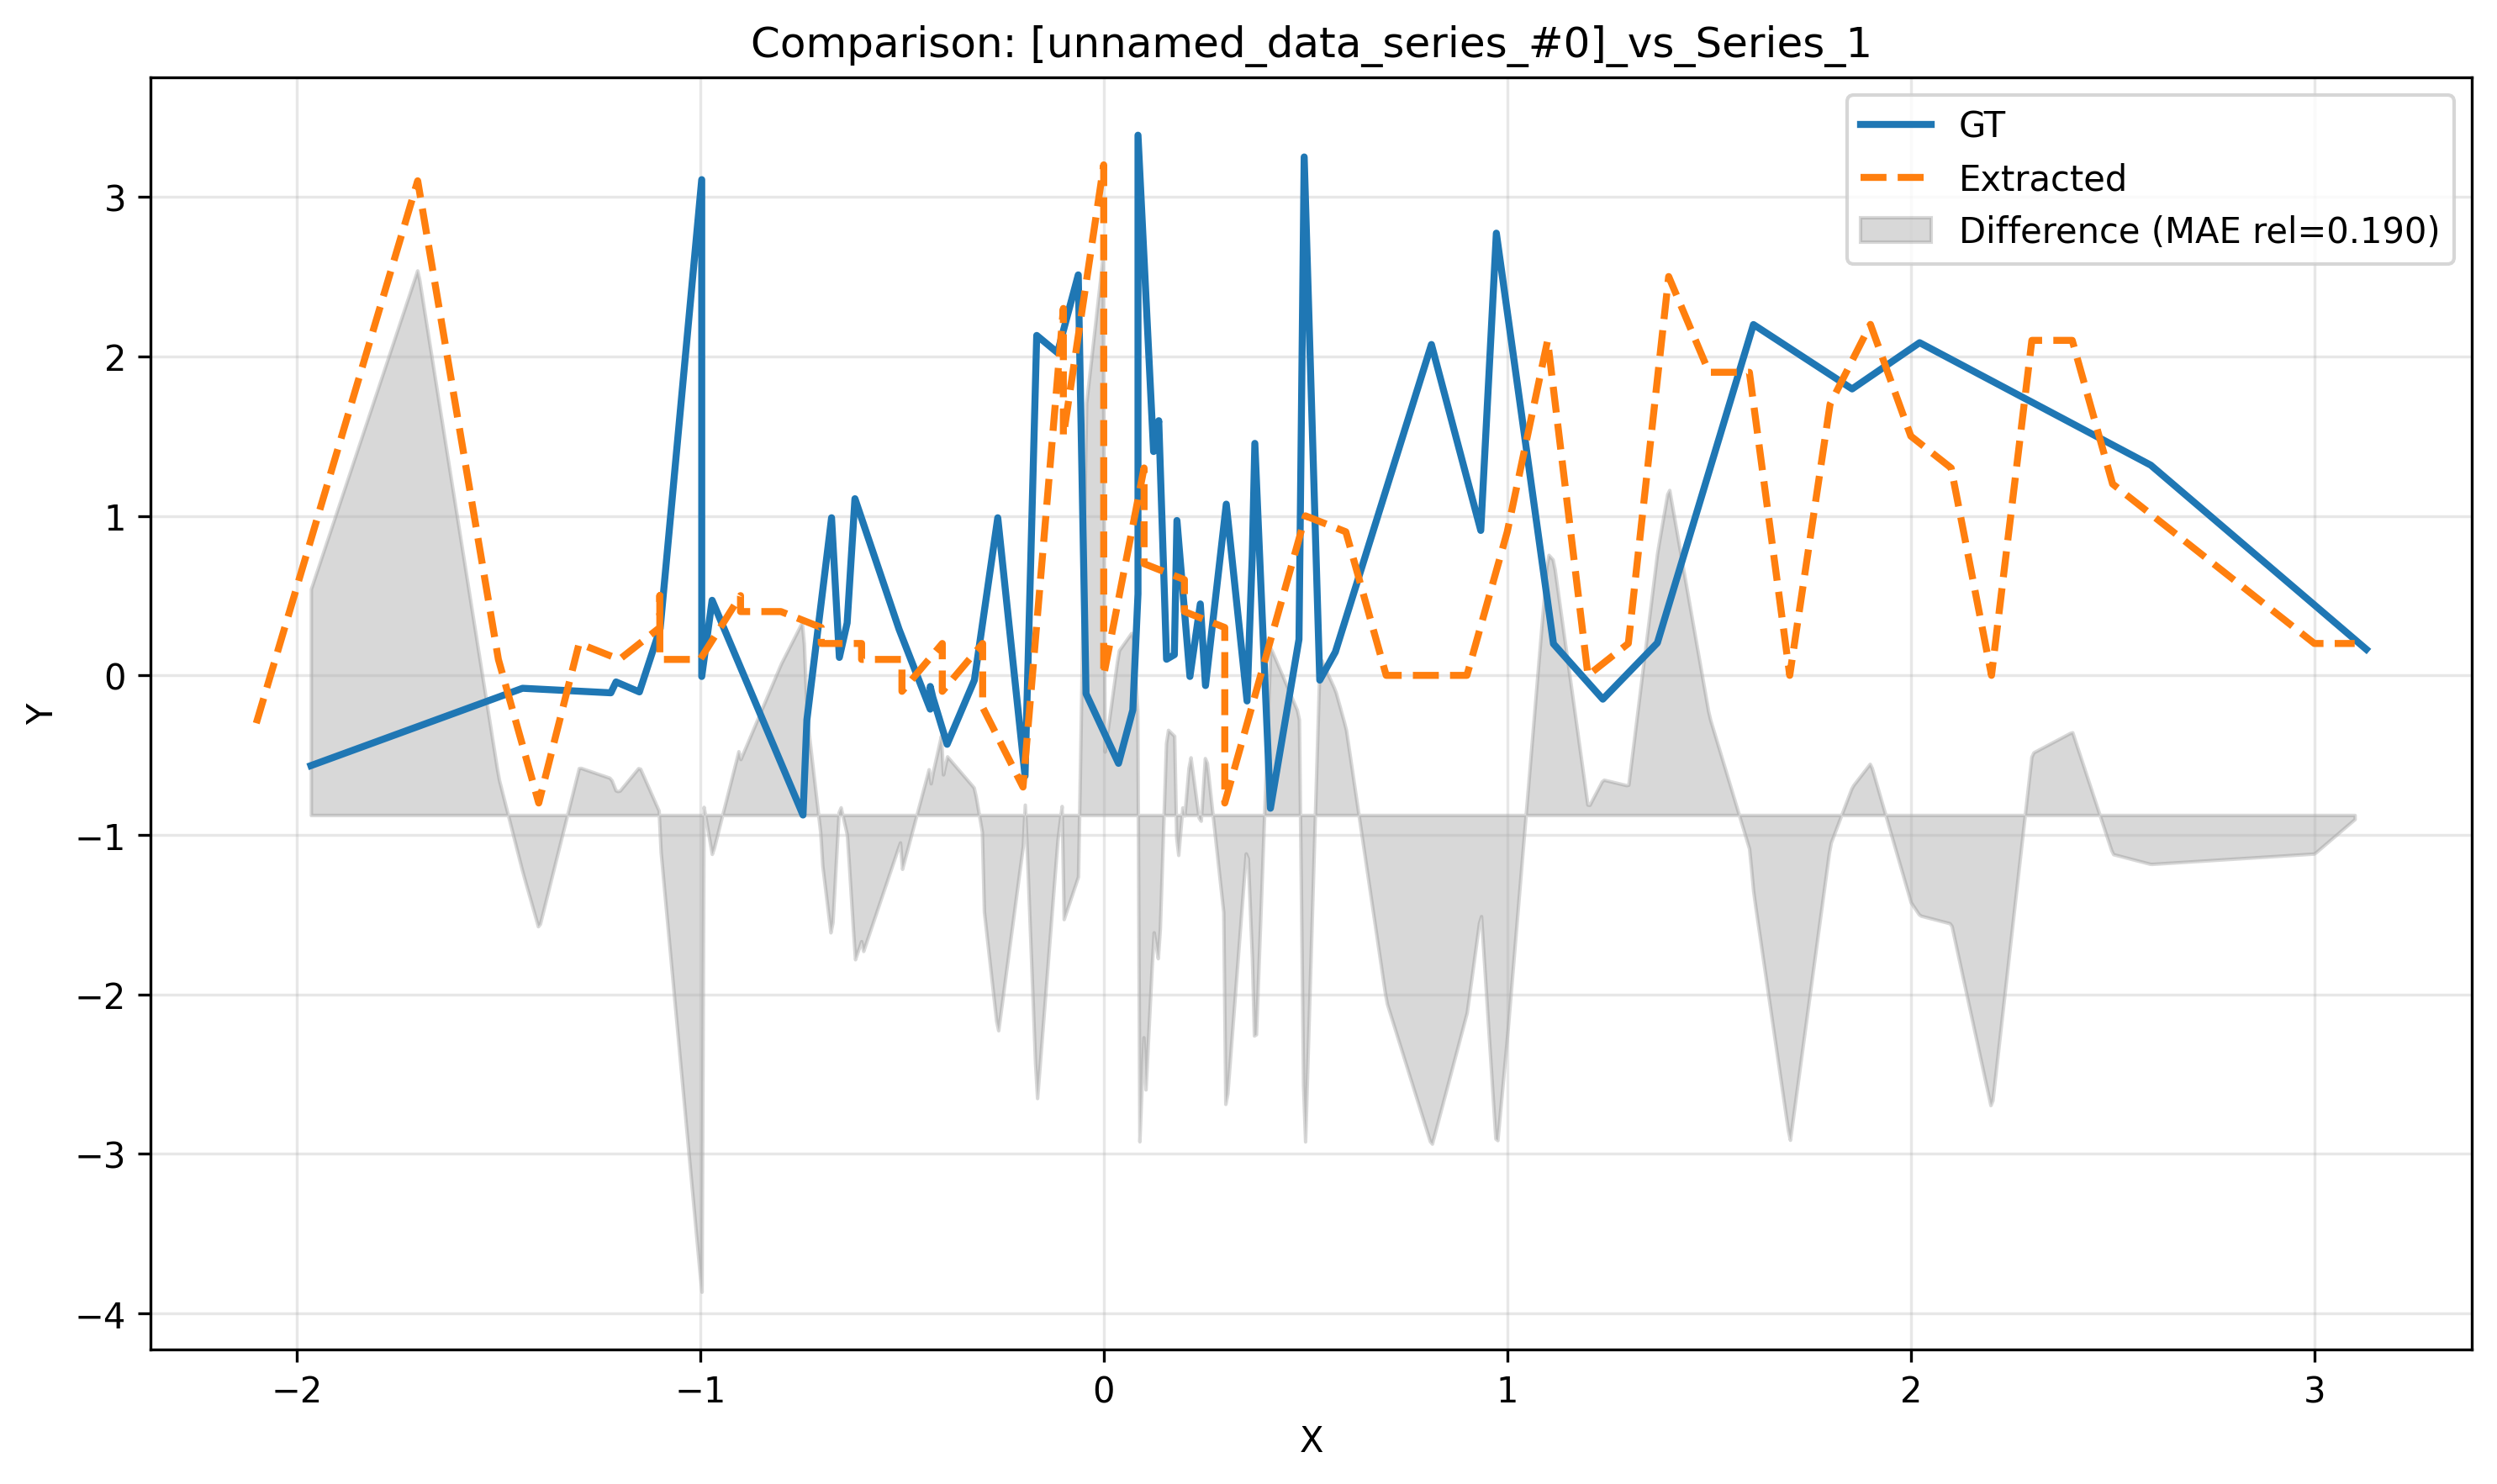 Comparison: [unnamed_data_series_#0]_vs_Series_1
GT
Extracted
Difference (MAE rel=0.190)
3
2
1
0
−1
−2
−3
−4
Y
−2
−1
0
1
2
3
X